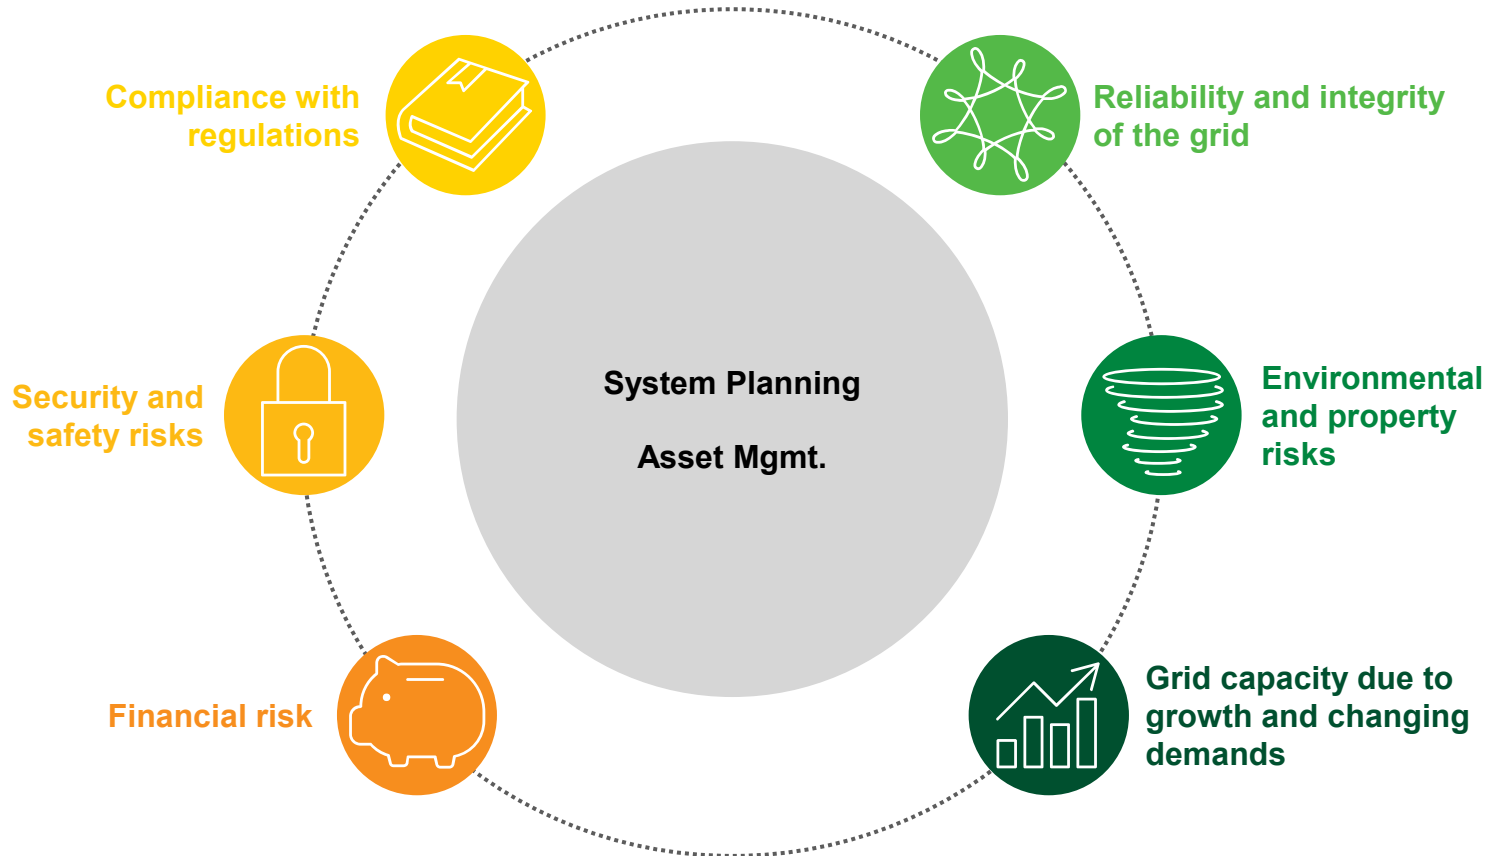 Compliance with
regulations
Reliability and integrity
of the grid
System Planning
Asset Mgmt.
Security and
safety risks
Environmental
and property
risks
Financial risk
Grid capacity due to
growth and changing
demands